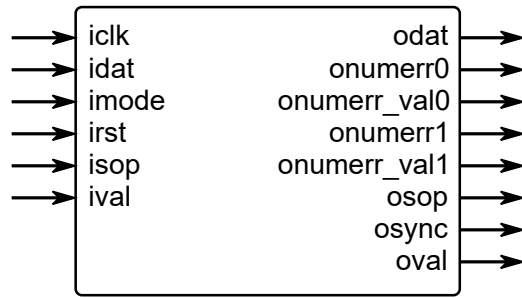 iclk
idat
imode
irst
isop
ival
odat
onumerr0
onumerr_val0
onumerr1
onumerr_val1
osop
osync
oval